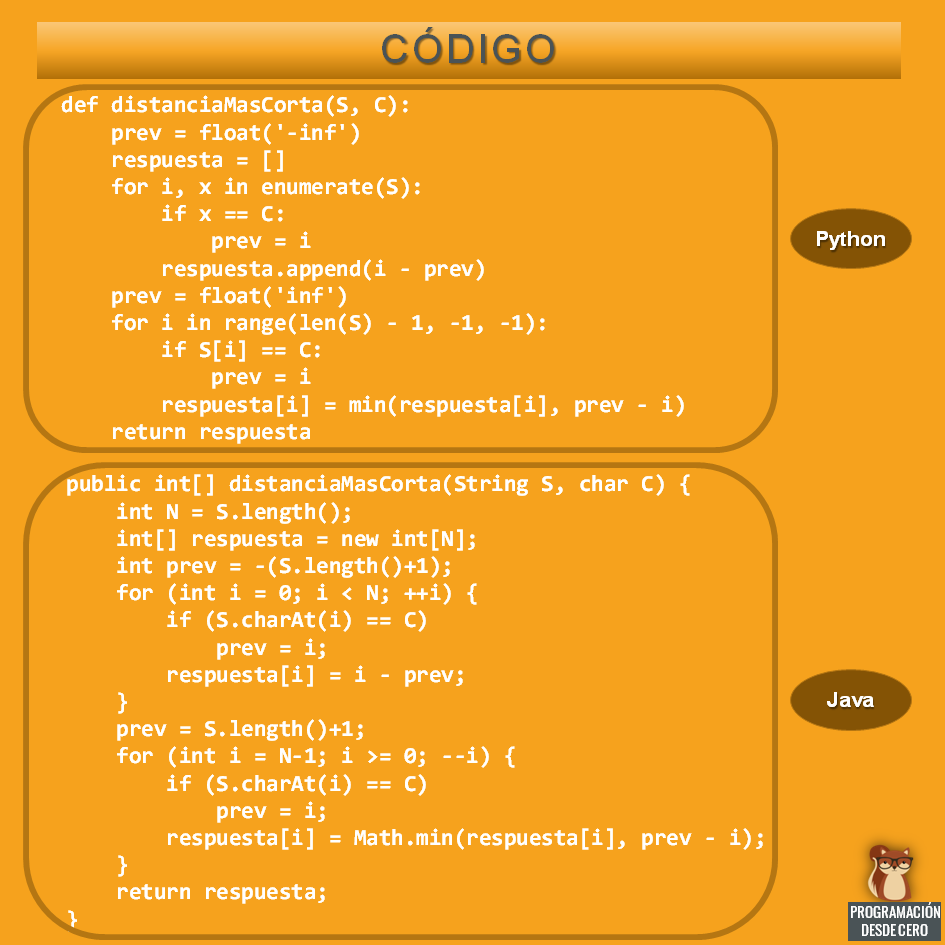 CÓDIGO
def distanciaMasCorta(S, C):
    prev = float('-inf')
    respuesta = []
    for i, x in enumerate(S):
        if x == C:
            prev = i
        respuesta.append(i - prev)
    prev = float('inf')
    for i in range(len(S) - 1, -1, -1):
        if S[i] == C:
            prev = i
        respuesta[i] = min(respuesta[i], prev - i)
    return respuesta
Python
public int[] distanciaMasCorta(String S, char C) {
    int N = S.length();
    int[] respuesta = new int[N];
    int prev = -(S.length()+1);
    for (int i = 0; i < N; ++i) {
        if (S.charAt(i) == C)
            prev = i;
        respuesta[i] = i - prev;
    }
    prev = S.length()+1;
    for (int i = N-1; i >= 0; --i) {
        if (S.charAt(i) == C)
            prev = i;
        respuesta[i] = Math.min(respuesta[i], prev - i);
    }
    return respuesta;
}
Java
PROGRAMACIÓN
DESDE CERO